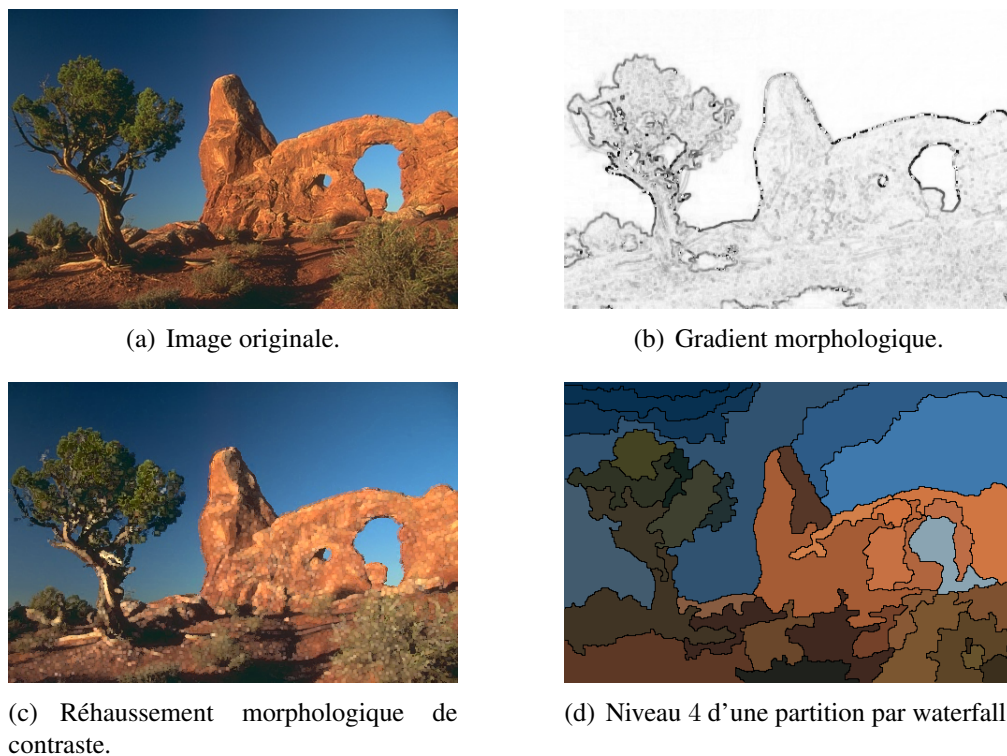 (a) Image originale.
(b) Gradient morphologique.
(c) Réhaussement morphologique de
contraste.
(d) Niveau 4 d'une partition par waterfall